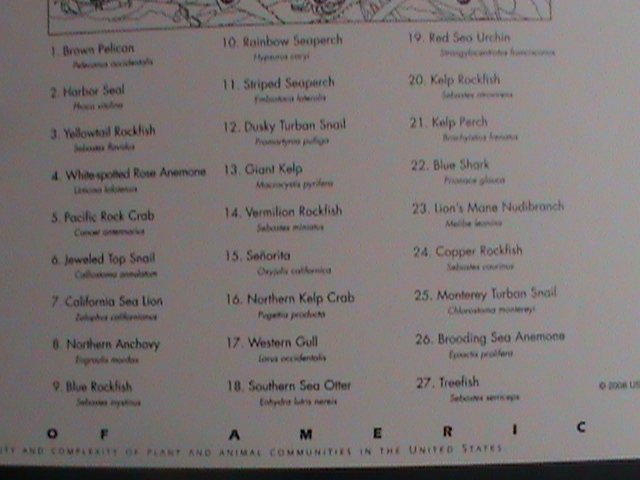 1. Brown Pelican
Pelecanus occidentalis
2. Harbor Seal
Phoca vitulina
3. Yellowtail Rockfish
Sebastes flavidus
4. White-spotted Rose Anemone
Urticina lofotensis
5. Pacific Rock Crab
Cancer antennarius
6. Jeweled Top Snail
Calliostoma annulatum
7. California Sea Lion
Zalophus californianus
8. Northern Anchovy
Engraulis mordax
9. Blue Rockfish
Sebastes mystinus
10. Rainbow Seaperch
Hypsurus caryi
11. Striped Seaperch
Embiotoca lateralis
12. Dusky Turban Snail
Promartynia pulligo
13. Giant Kelp
Macrocystis pyrifera
14. Vermilion Rockfish
Sebastes miniatus
15. Señorita
Oxyjulis californica
16. Northern Kelp Crab
Pugettia producta
17. Western Gull
Larus occidentalis
18. Southern Sea Otter
Enhydra lutris nereis
19. Red Sea Urchin
Strongylocentrotus franciscanus
20. Kelp Rockfish
Sebastes atrovirens
21. Kelp Perch
Brachyistius frenatus
22. Blue Shark
Prionace glauca
23. Lion's Mane Nudibranch
Melibe leonina
24. Copper Rockfish
Sebastes caurinus
25. Monterey Turban Snail
Chlorostoma montereyi
26. Brooding Sea Anemone
Epiactis prolifera
27. Treefish
Sebastes serriceps
© 2008 US
OF AMERIC
ITY AND COMPLEXITY OF PLANT AND ANIMAL COMMUNITIES IN THE UNITED STATES.